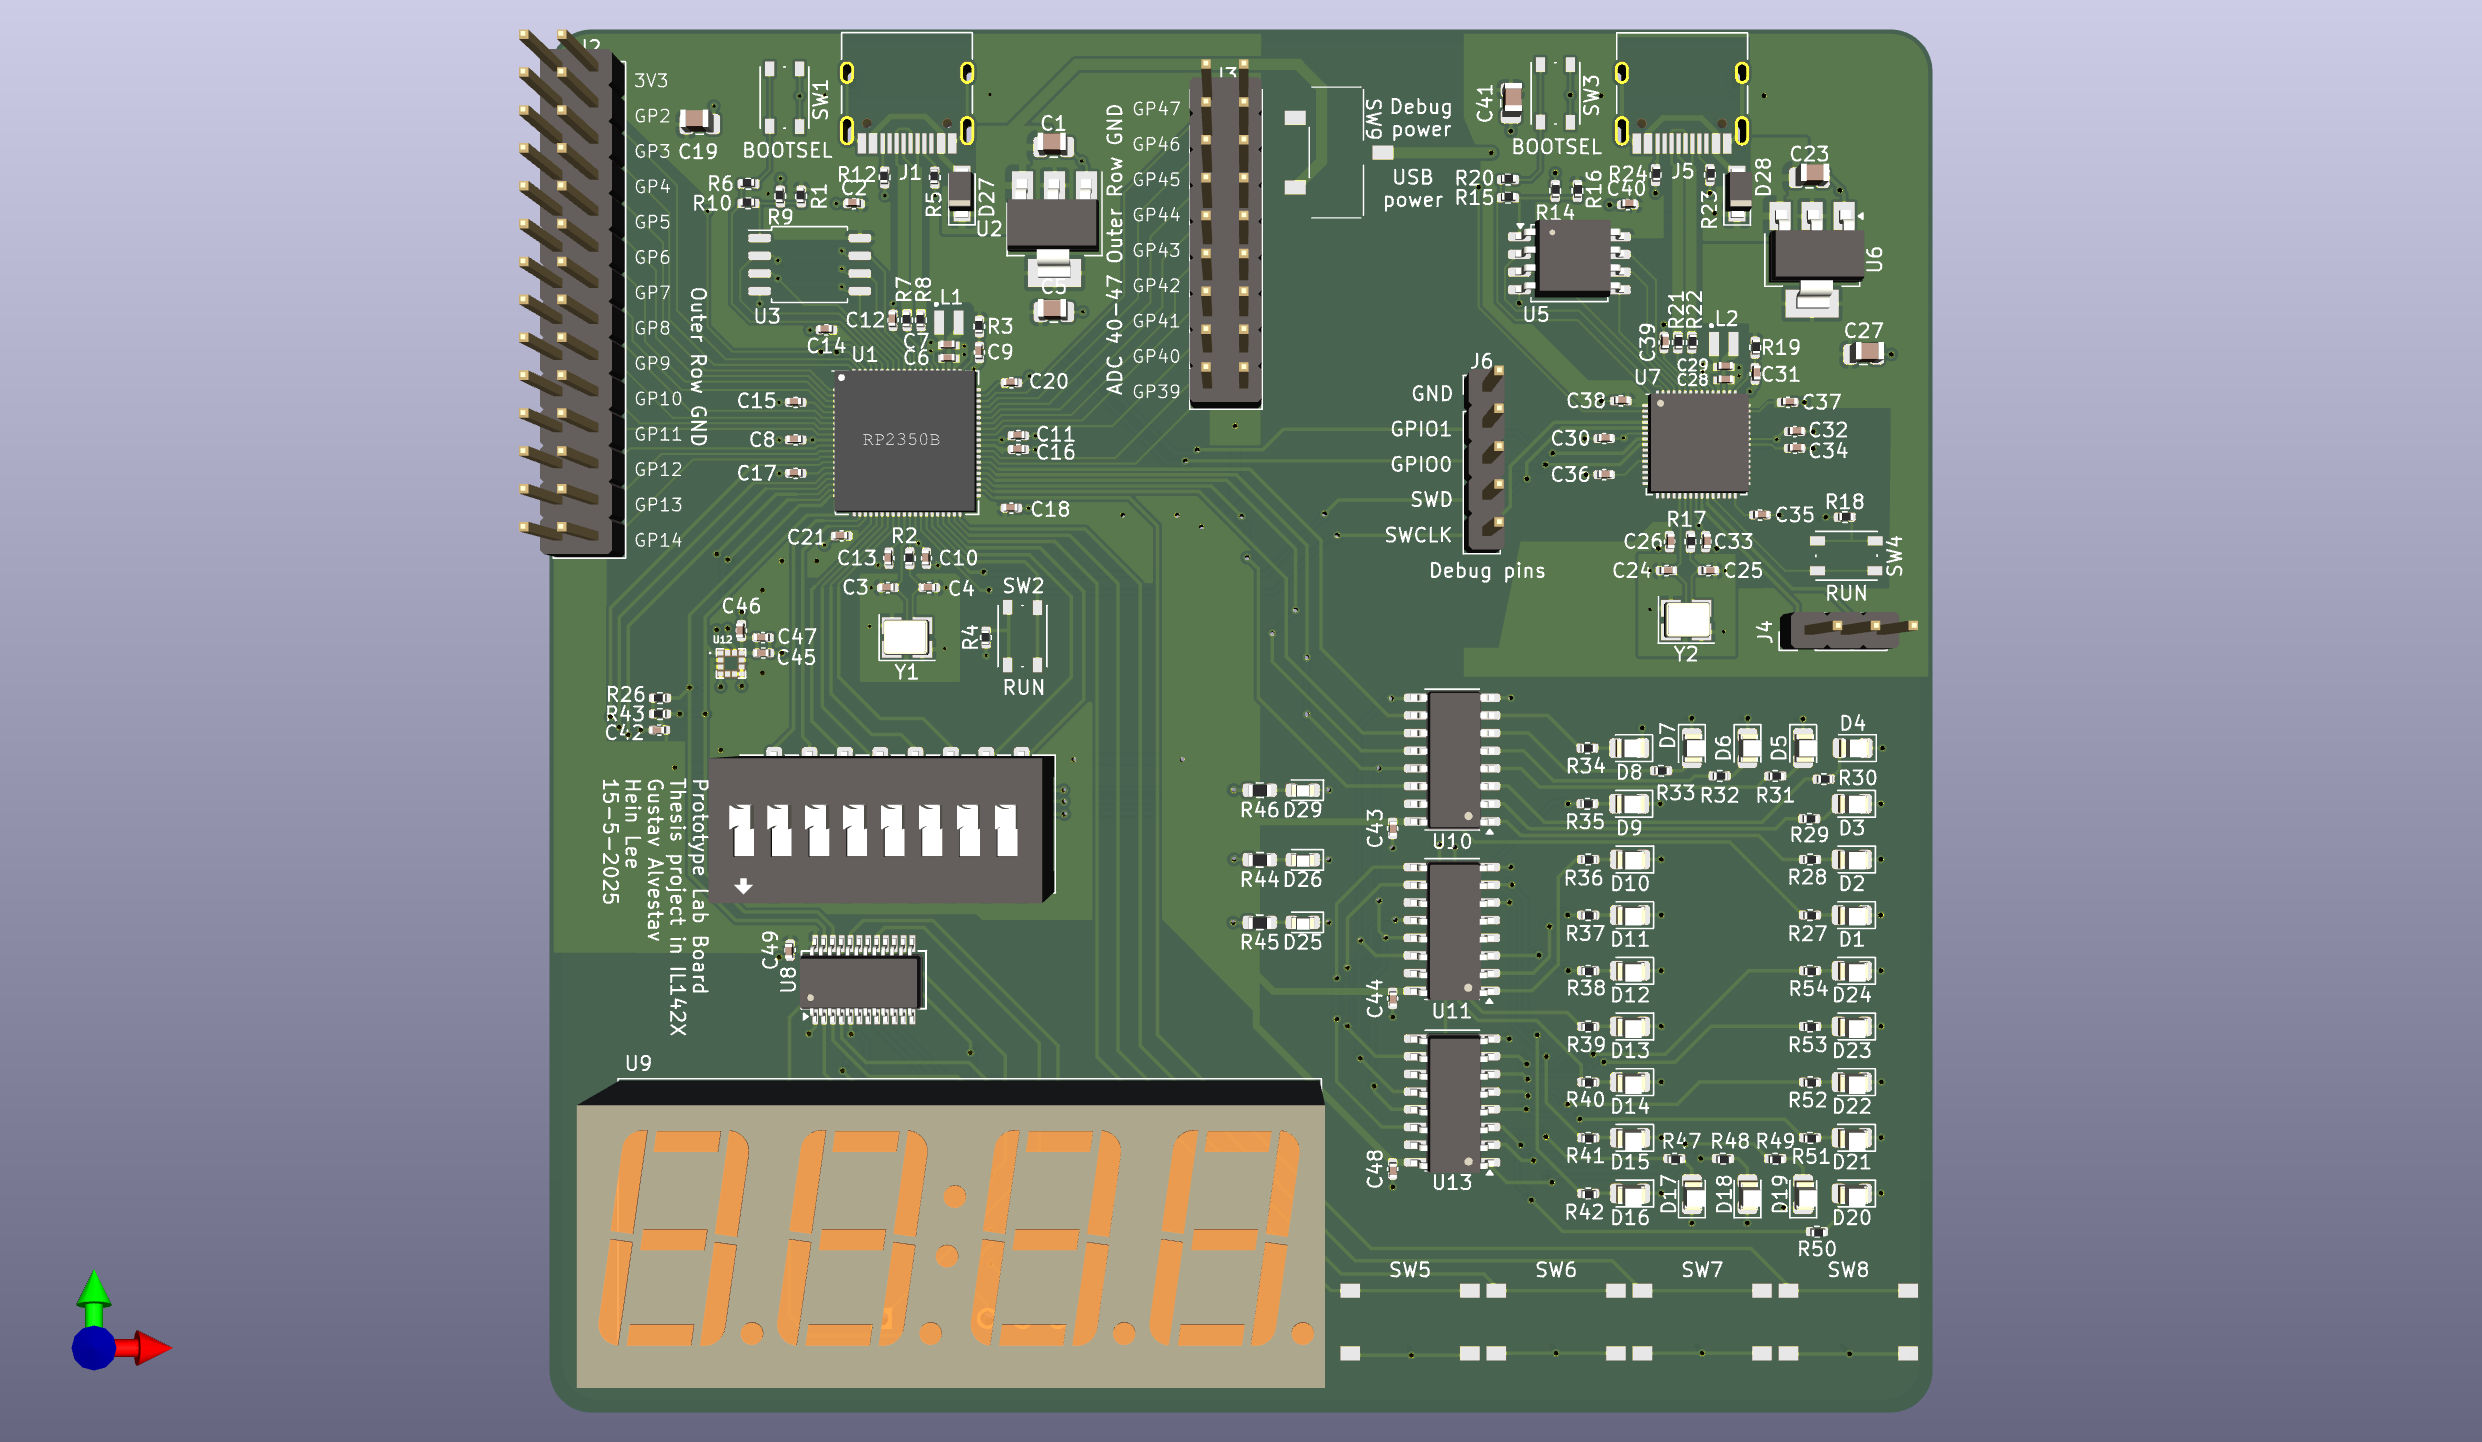 J2
3V3
GP2
GP3
GP4
GP5
GP6
GP7
GP8
GP9
GP10
GP11
GP12
GP13
GP14
Outer Row GND
C19
SW1
BOOTSEL
R6
R10
R9
R1
R12
C2
J1
R5
D27
U2
C1
C5
U3
C14
U1
R7
R8
L1
C12
C7
C6
R3
C9
C20
C15
C8
C17
RP2350B
C11
C16
C18
C21
R2
C13
C10
C3
C4
Y1
SW2
R4
RUN
C46
U12
C47
C45
R26
R43
C42
J3
GP47
GP46
GP45
GP44
GP43
GP42
GP41
GP40
GP39
ADC 40-47 Outer Row GND
SW9
Debug
power
USB
power
C41
SW3
BOOTSEL
R20
R15
R14
R16
R24
C40
J5
R23
D28
C23
U6
U5
C27
C39
R21
R22
L2
C29
C28
R19
C31
U7
J6
GND
GPIO1
GPIO0
SWD
SWCLK
Debug pins
C38
C30
C36
C37
C32
C34
C35
R18
SW4
RUN
R17
C26
C33
C24
C25
Y2
J4
Prototype Lab Board
Thesis project in IL142X
Gustav Alvestav
Hein Lee
15-5-2025
C49
U8
U9
R46 D29
R44 D26
R45 D25
C43
U10
C44
U11
C48
U13
R34
D8
D7
D6
D5
D4
R33
R32
R31
R30
R35
D9
R29
D3
R36
D10
R28
D2
R37
D11
R27
D1
R38
D12
R54
D24
R39
D13
R53
D23
R40
D14
R52
D22
R41
D15
R47
R48
R49
R51
D21
R42
D16
D17
D18
D19
D20
R50
SW5
SW6
SW7
SW8